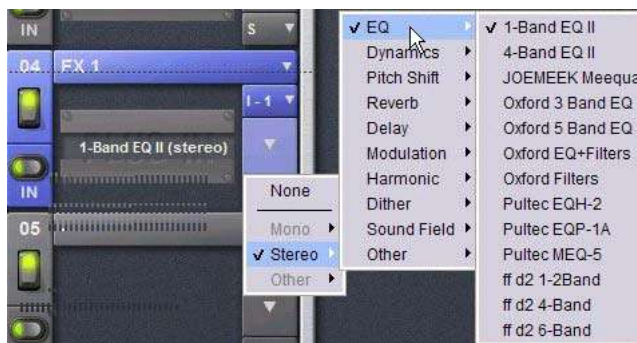 IN
S
04
FX 1
I - 1
1-Band EQ II (stereo)
IN
05
None
Mono
Stereo
Other
EQ
Dynamics
Pitch Shift
Reverb
Delay
Modulation
Harmonic
Dither
Sound Field
Other
1-Band EQ II
4-Band EQ II
JOEMEEK Meequa
Oxford 3 Band EQ
Oxford 5 Band EQ
Oxford EQ+Filters
Oxford Filters
Pultec EQH-2
Pultec EQP-1A
Pultec MEQ-5
ff d2 1-2Band
ff d2 4-Band
ff d2 6-Band